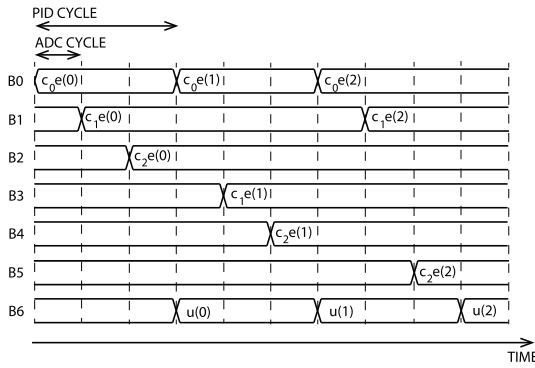 PID CYCLE
ADC CYCLE
B0 c₀e(0) c₀e(1) c₀e(2)
B1 c₁e(0) c₁e(2)
B2 c₂e(0)
B3 c₁e(1)
B4 c₂e(1)
B5 c₂e(2)
B6 u(0) u(1) u(2)
TIME